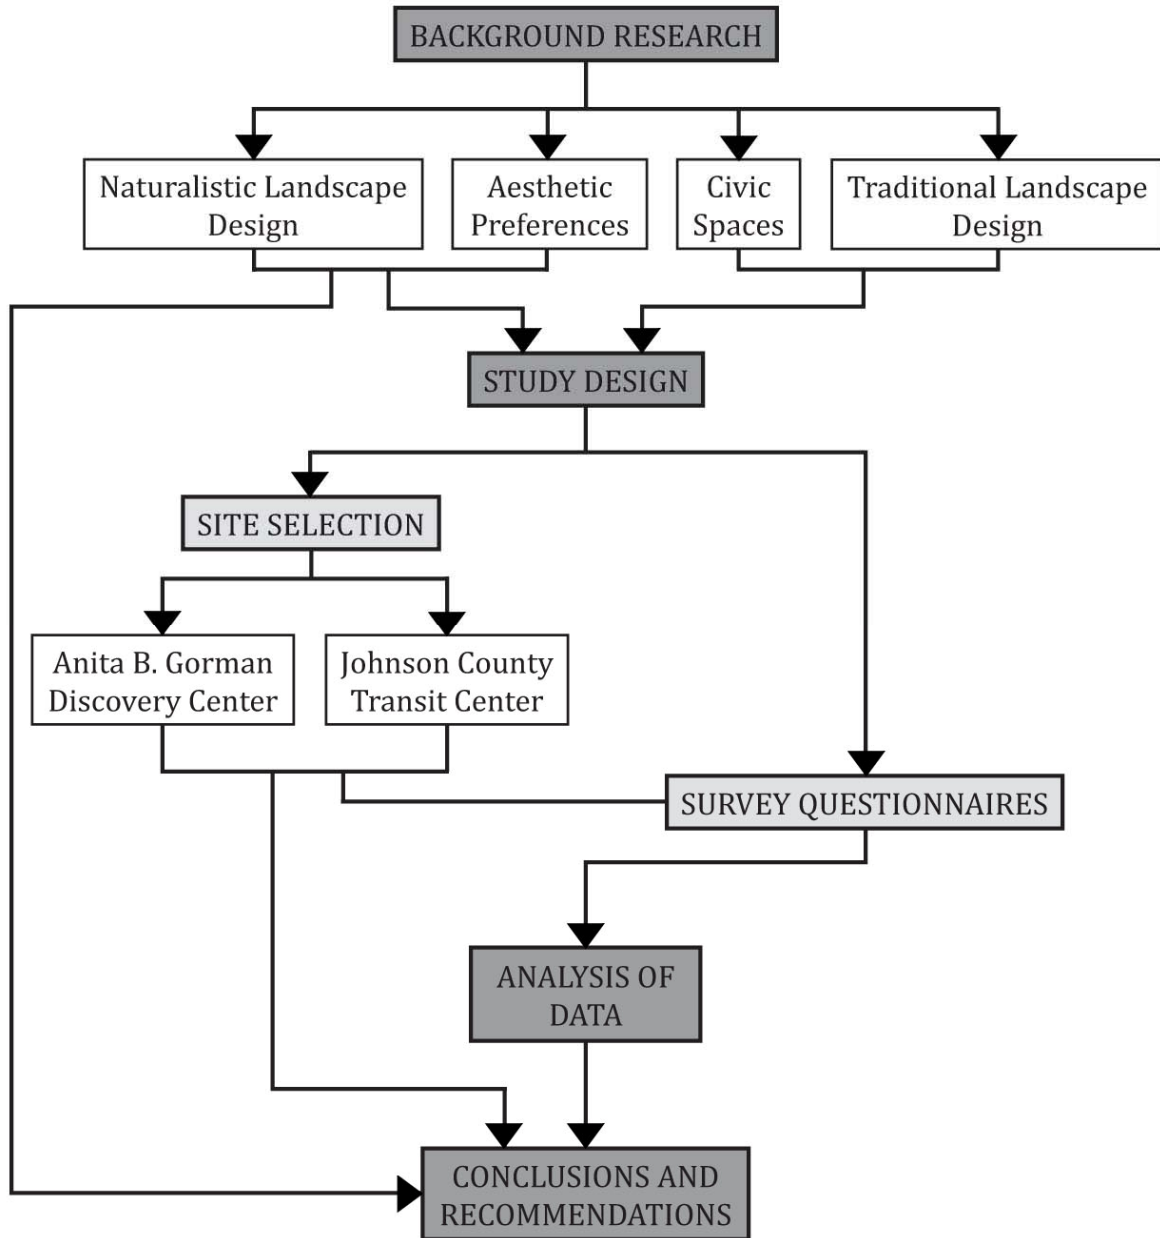 BACKGROUND RESEARCH
Naturalistic Landscape
Design
Aesthetic
Preferences
Civic
Spaces
Traditional Landscape
Design
STUDY DESIGN
SITE SELECTION
Anita B. Gorman
Discovery Center
Johnson County
Transit Center
SURVEY QUESTIONNAIRES
ANALYSIS OF
DATA
CONCLUSIONS AND
RECOMMENDATIONS